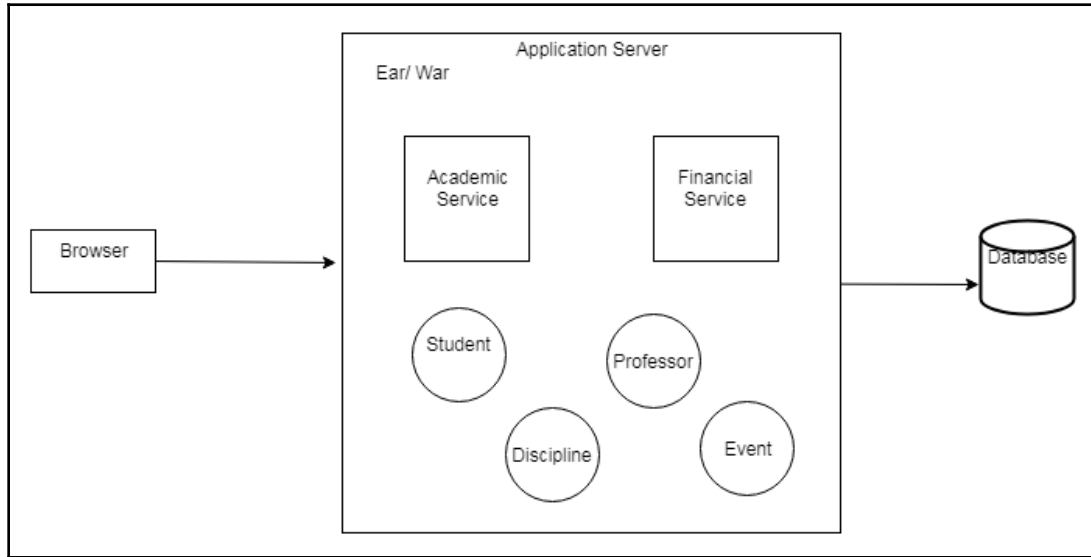 Application Server
Ear/ War
Academic
Service
Financial
Service
Browser
Database
Student
Professor
Discipline
Event